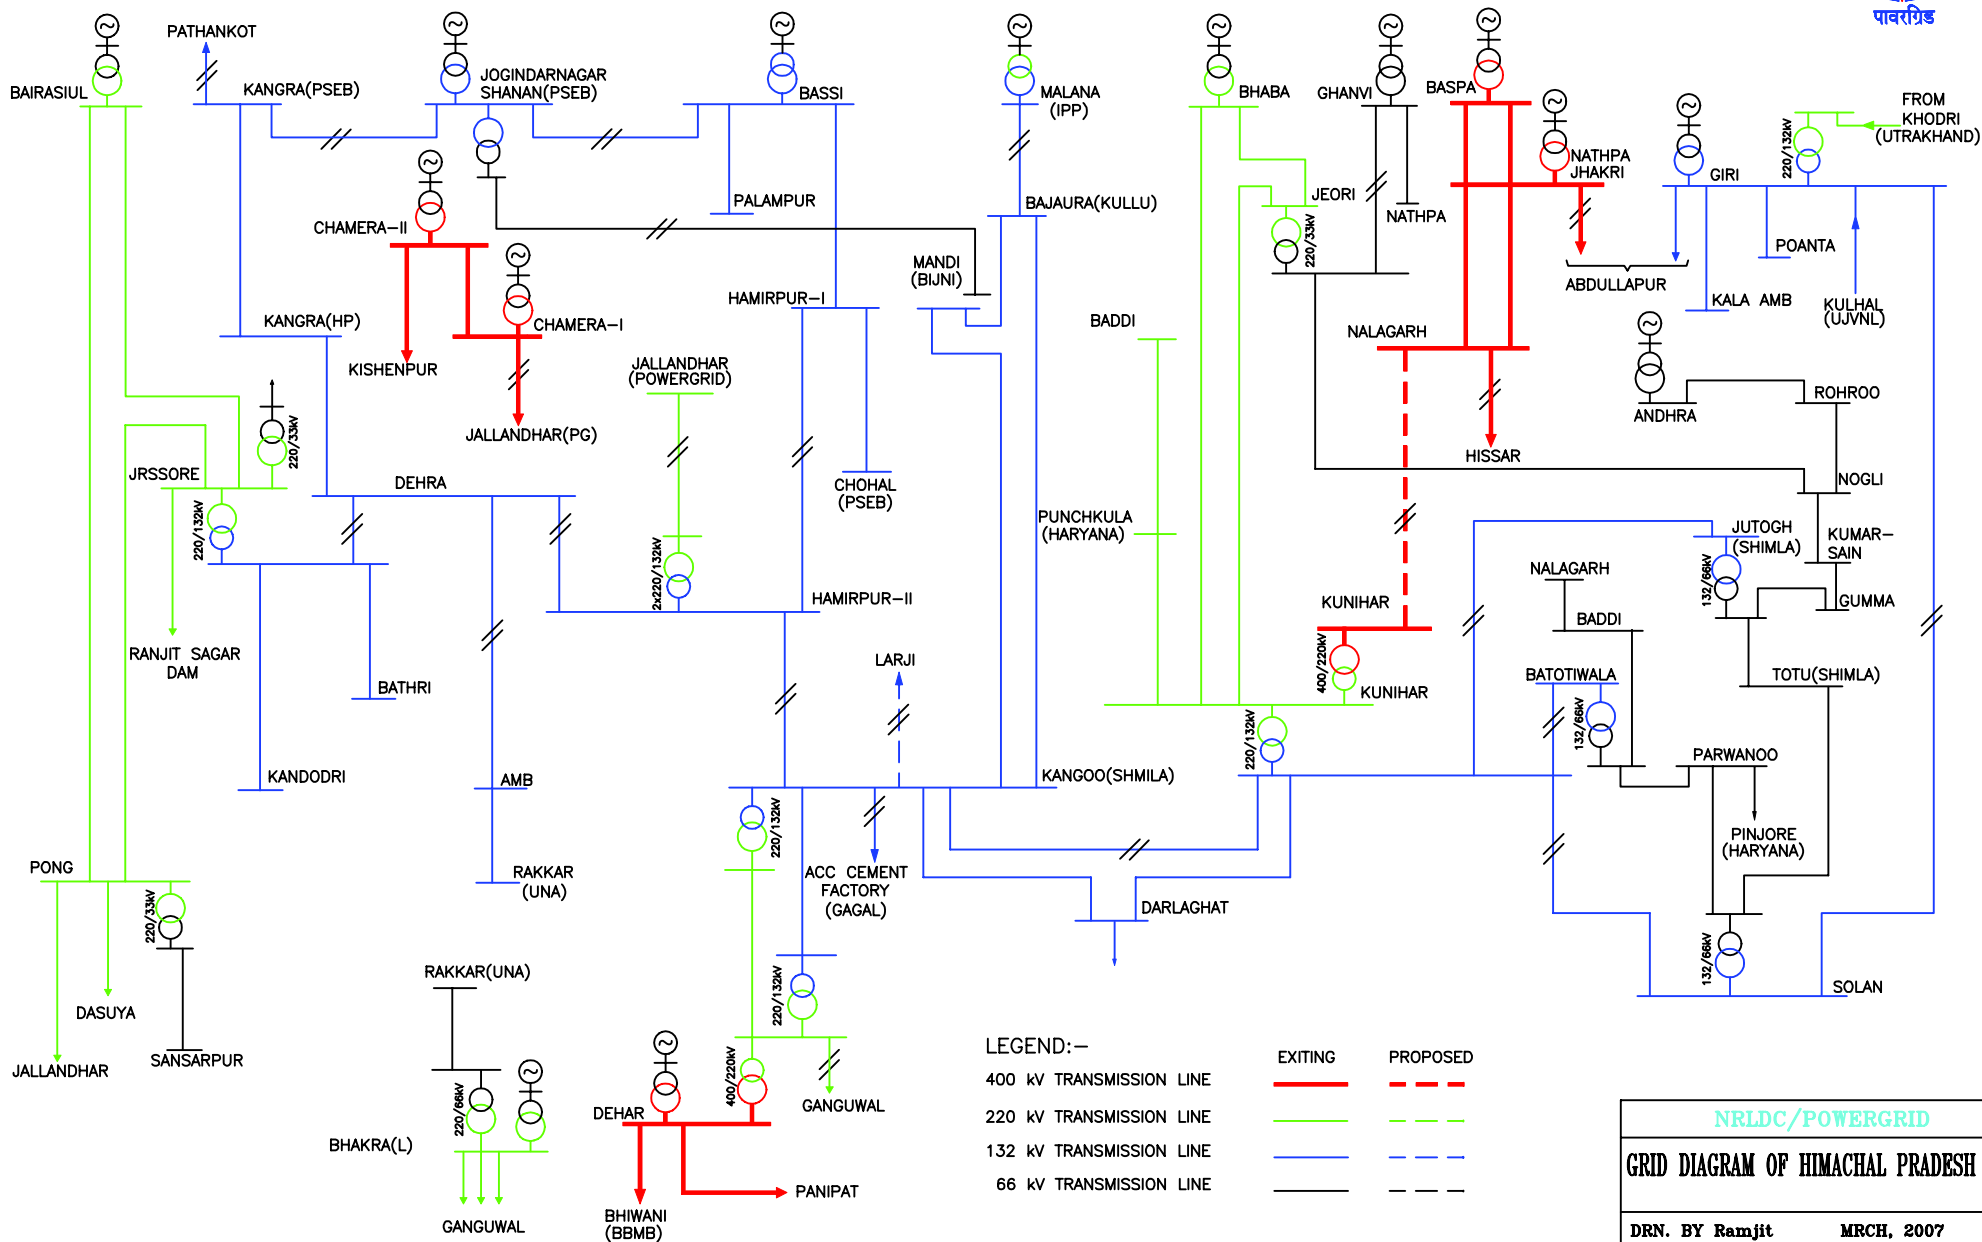 पावरग्रिड
PATHANKOT
BAIRASIUL
KANGRA(PSEB)
JOGINDARNAGAR
SHANAN(PSEB)
BASSI
MALANA
(IPP)
BHABA
GHANVI
BASPA
FROM
KHODRI
(UTRAKHAND)
220/132kV
NATHPA
JHAKRI
GIRI
PALAMPUR
BAJAURA(KULLU)
JEORI
NATHPA
CHAMERA-II
220/33kV
POANTA
MANDI
(BIJNI)
ABDULLAPUR
KALA AMB
KULHAL
(UJVNL)
HAMIRPUR-I
KANGRA(HP)
CHAMERA-I
BADDI
NALAGARH
KISHENPUR
JALLANDHAR
(POWERGRID)
ROHROO
ANDHRA
JALLANDHAR(PG)
220/33kV
HISSAR
JRSSORE
DEHRA
CHOHAL
(PSEB)
NOGLI
220/132kV
PUNCHKULA
(HARYANA)
JUTOGH
(SHIMLA)
KUMAR-
SAIN
2x220/132kV
NALAGARH
132/66kV
HAMIRPUR-II
KUNIHAR
GUMMA
BADDI
RANJIT SAGAR
DAM
LARJI
400/220kV
BATHRI
KUNIHAR
BATOTIWALA
TOTU(SHIMLA)
220/132kV
132/66kV
KANDODRI
AMB
KANGOO(SHMILA)
PARWANOO
220/132kV
PINJORE
(HARYANA)
PONG
RAKKAR
(UNA)
ACC CEMENT
FACTORY
(GAGAL)
DARLAGHAT
220/33kV
132/66kV
RAKKAR(UNA)
220/132kV
SOLAN
DASUYA
SANSARPUR
JALLANDHAR
LEGEND:-
EXITING
PROPOSED
400 kV TRANSMISSION LINE
220 kV TRANSMISSION LINE
132 kV TRANSMISSION LINE
66 kV TRANSMISSION LINE
220/66kV
400/220kV
DEHAR
GANGUWAL
BHAKRA(L)
PANIPAT
GANGUWAL
BHIWANI
(BBMB)
NRLDC/POWERGRID
GRID DIAGRAM OF HIMACHAL PRADESH
DRN. BY Ramjit MRCH, 2007